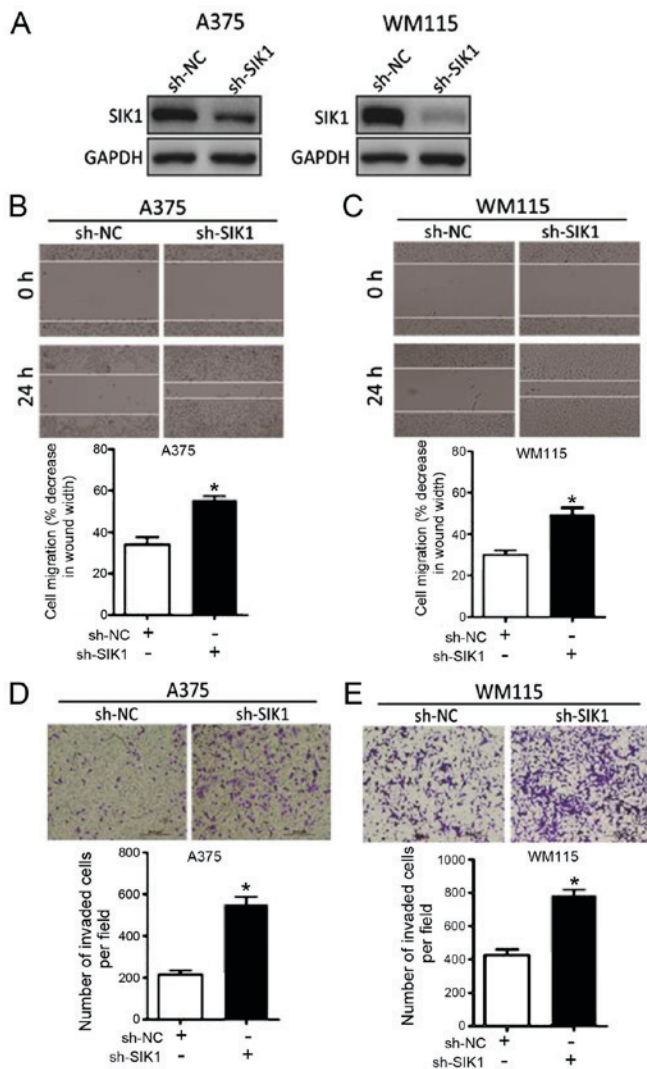 A
A375
WM115
sh-NC
sh-SIK1
sh-NC
sh-SIK1
SIK1
GAPDH
SIK1
GAPDH
B
A375
sh-NC
sh-SIK1
0 h
24 h
A375
Cell migration (% decrease
in wound width)
80
60
40
20
0
*
sh-NC + -
sh-SIK1 - +
C
WM115
sh-NC
sh-SIK1
0 h
24 h
WM115
Cell migration (% decrease
in wound width)
80
60
40
20
0
*
sh-NC + -
sh-SIK1 - +
D
A375
sh-NC
sh-SIK1
A375
Number of invaded cells
per field
800
600
400
200
0
*
sh-NC + -
sh-SIK1 - +
E
WM115
sh-NC
sh-SIK1
WM115
Number of invaded cells
per field
1000
800
600
400
200
0
*
sh-NC + -
sh-SIK1 - +